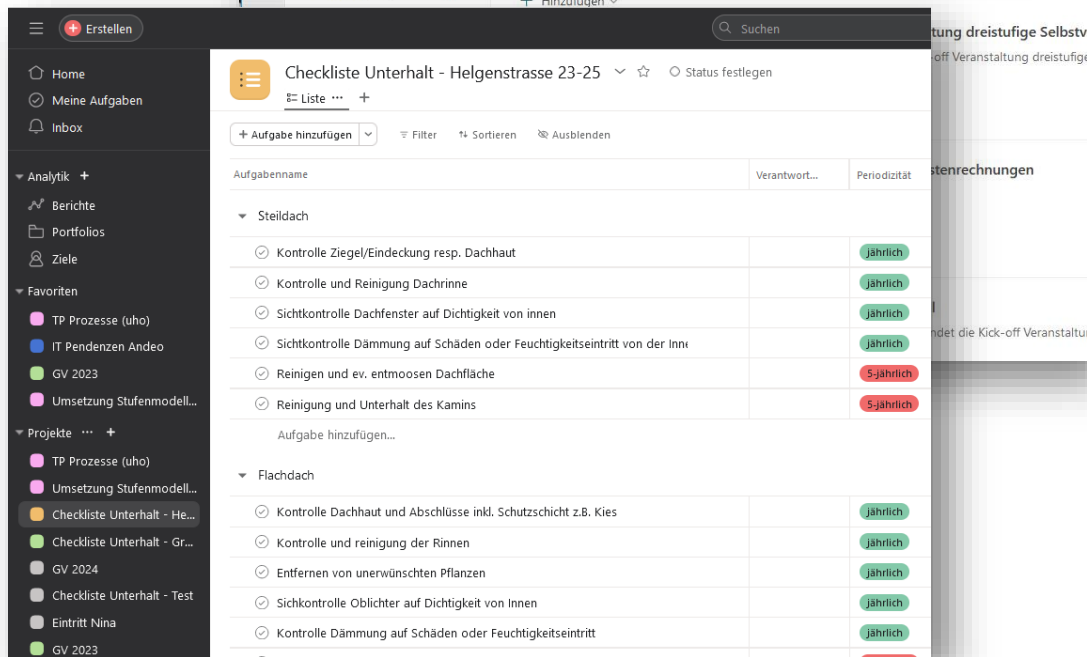 Hinzufügen
Erstellen
Suchen
Home
Meine Aufgaben
Inbox
Analytik
Berichte
Portfolios
Ziele
Favoriten
TP Prozesse (uho)
IT Pendenzen Andeo
GV 2023
Umsetzung Stufenmodell...
Projekte
TP Prozesse (uho)
Umsetzung Stufenmodell...
Checkliste Unterhalt - He...
Checkliste Unterhalt - Gr...
GV 2024
Checkliste Unterhalt - Test
Eintritt Nina
GV 2023
Checkliste Unterhalt - Helgenstrasse 23-25
Status festlegen
Liste
+ Aufgabe hinzufügen
Filter
Sortieren
Ausblenden
Aufgabenname Verantwort... Periodizität
Steildach
Kontrolle Ziegel/Eindeckung resp. Dachhaut jährlich
Kontrolle und Reinigung Dachrinne jährlich
Sichtkontrolle Dachfenster auf Dichtigkeit von innen jährlich
Sichtkontrolle Dämmung auf Schäden oder Feuchtigkeitseintritt von der Inne jährlich
Reinigen und ev. entmoosen Dachfläche 5-jährlich
Reinigung und Unterhalt des Kamins 5-jährlich
Aufgabe hinzufügen...
Flachdach
Kontrolle Dachhaut und Abschlüsse inkl. Schutzschicht z.B. Kies jährlich
Kontrolle und reinigung der Rinnen jährlich
Entfernen von unerwünschten Pflanzen jährlich
Sichkontrolle Oblichter auf Dichtigkeit von Innen jährlich
Kontrolle Dämmung auf Schäden oder Feuchtigkeitseintritt jährlich
tung dreistufige Selbstv
-off Veranstaltung dreistufige
stenrechnungen
ndet die Kick-off Veranstaltu